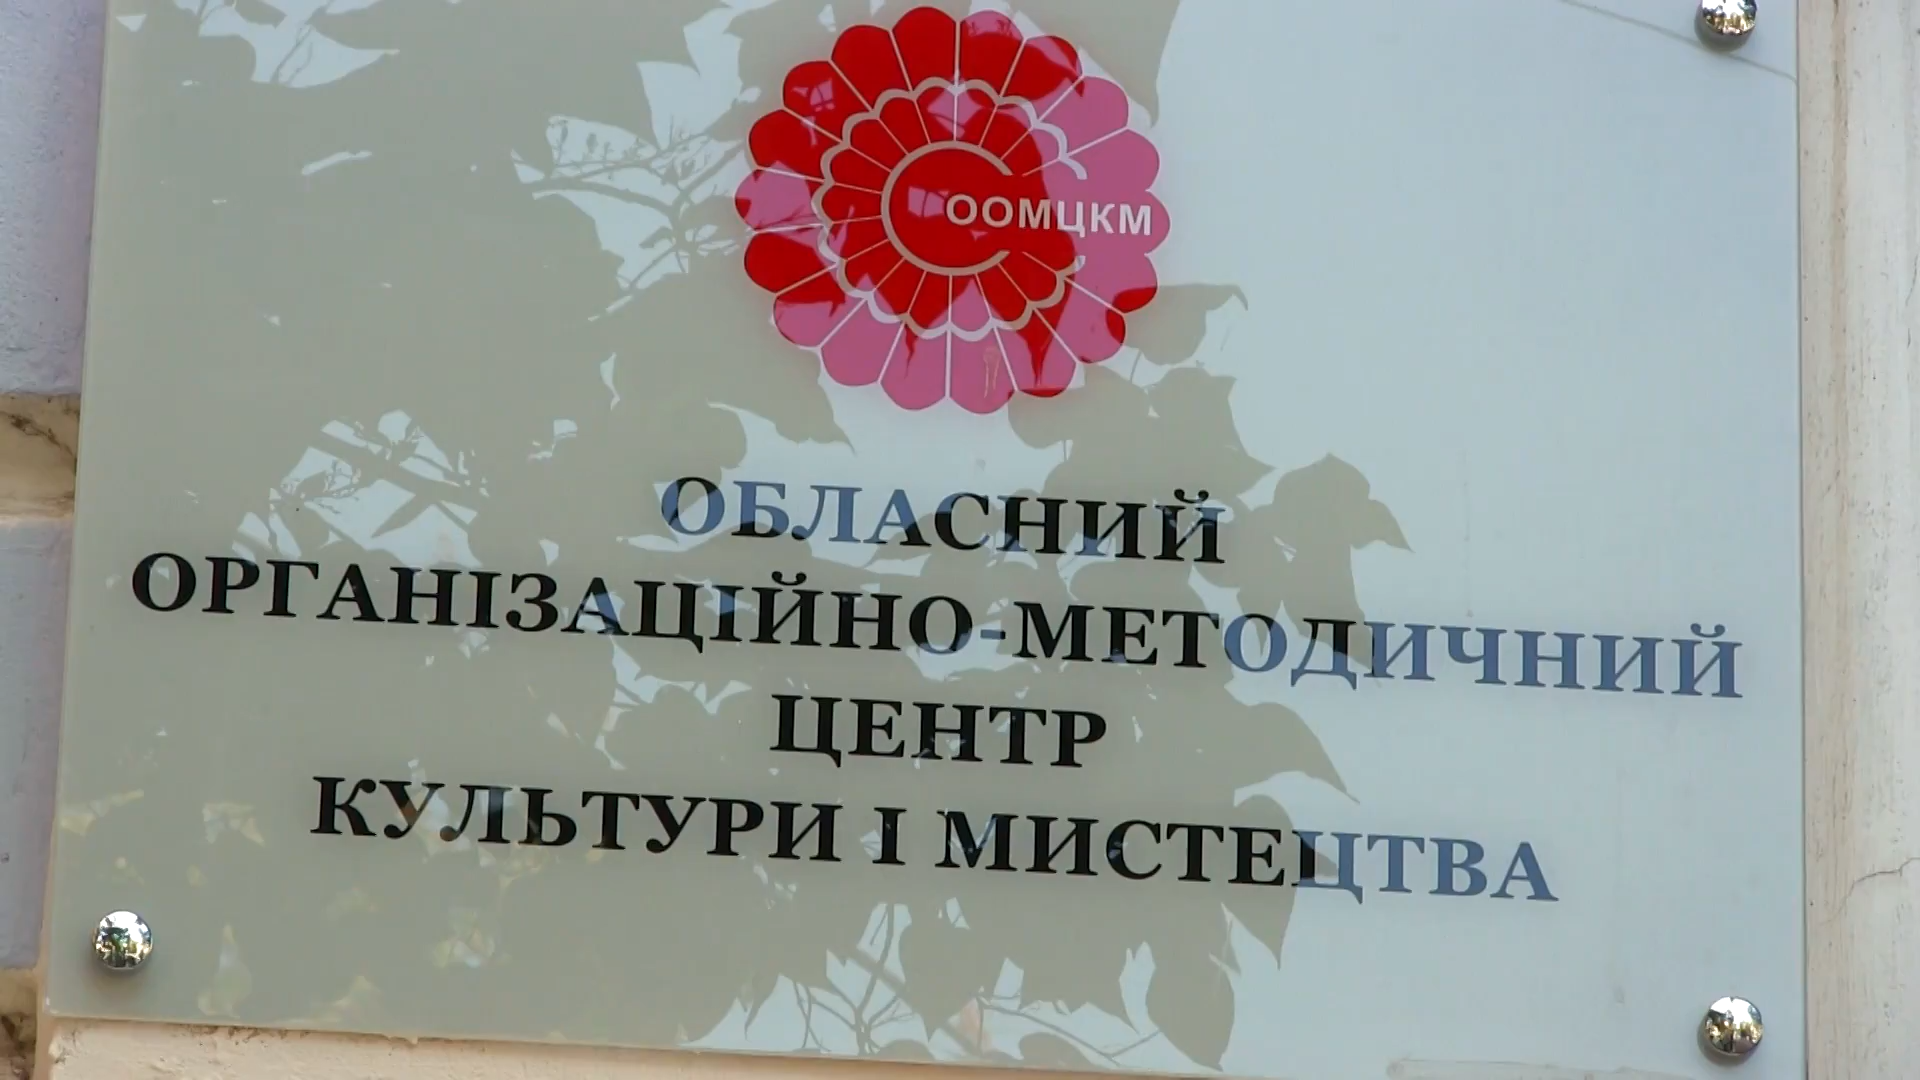 ООМЦКМ
ОБЛАСНИЙ
ОРГАНІЗАЦІЙНО-МЕТОДИЧНИЙ
ЦЕНТР
КУЛЬТУРИ І МИСТЕЦТВА